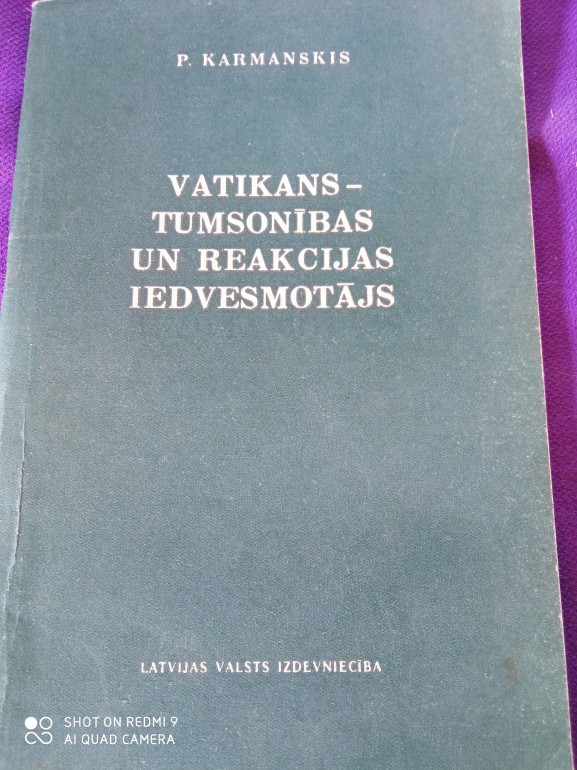 P. KARMANSKIS
VATIKANS –
TUMSONĪBAS
UN REAKCIJAS
IEDVESMOTĀJS
LATVIJAS VALSTS IZDEVNIECĪBA
SHOT ON REDMI 9
AI QUAD CAMERA